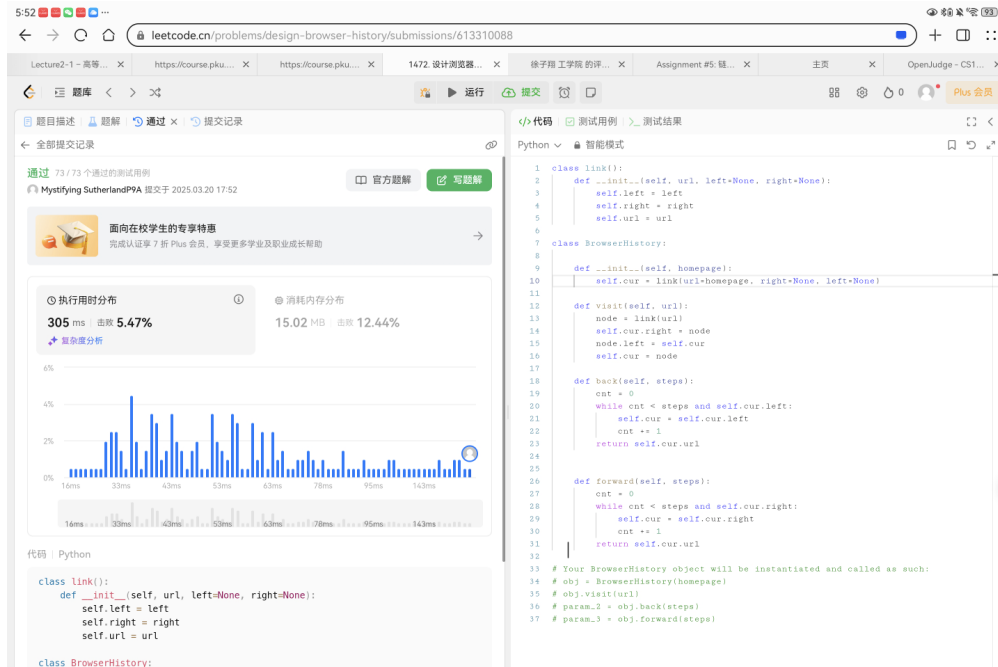 5:52
93
leetcode.cn/problems/design-browser-history/submissions/613310088
Lecture2-1 – 高等...
https://course.pku....
https://course.pku....
1472. 设计浏览器...
徐子翔 工学院 的评...
Assignment #5: 链...
主页
OpenJudge - CS1...
题库
运行
提交
0
Plus 会员
题目描述
题解
通过
提交记录
全部提交记录
通过 73 / 73 个通过的测试用例
Mystifying SutherlandP9A 提交于 2025.03.20 17:52
官方题解
写题解
面向在校学生的专享特惠
完成认证享 7 折 Plus 会员，享受更多学业及职业成长帮助
执行用时分布
305 ms 击败 5.47%
复杂度分析
消耗内存分布
15.02 MB 击败 12.44%
6%
4%
2%
0%
16ms 33ms 43ms 53ms 63ms 78ms 95ms 143ms
16ms 33ms 43ms 53ms 63ms 78ms 95ms 143ms
代码 Python
class link():
def __init__(self, url, left=None, right=None):
self.left = left
self.right = right
self.url = url
class BrowserHistory:
</>代码
测试用例
测试结果
Python 智能模式
1 class link():
2 def __init__(self, url, left=None, right=None):
3 self.left = left
4 self.right = right
5 self.url = url
6
7 class BrowserHistory:
8
9 def __init__(self, homepage):
10 self.cur = link(url=homepage, right=None, left=None)
11
12 def visit(self, url):
13 node = link(url)
14 self.cur.right = node
15 node.left = self.cur
16 self.cur = node
17
18 def back(self, steps):
19 cnt = 0
20 while cnt < steps and self.cur.left:
21 self.cur = self.cur.left
22 cnt += 1
23 return self.cur.url
24
25
26 def forward(self, steps):
27 cnt = 0
28 while cnt < steps and self.cur.right:
29 self.cur = self.cur.right
30 cnt += 1
31 return self.cur.url
32
33 # Your BrowserHistory object will be instantiated and called as such:
34 # obj = BrowserHistory(homepage)
35 # obj.visit(url)
36 # param_2 = obj.back(steps)
37 # param_3 = obj.forward(steps)